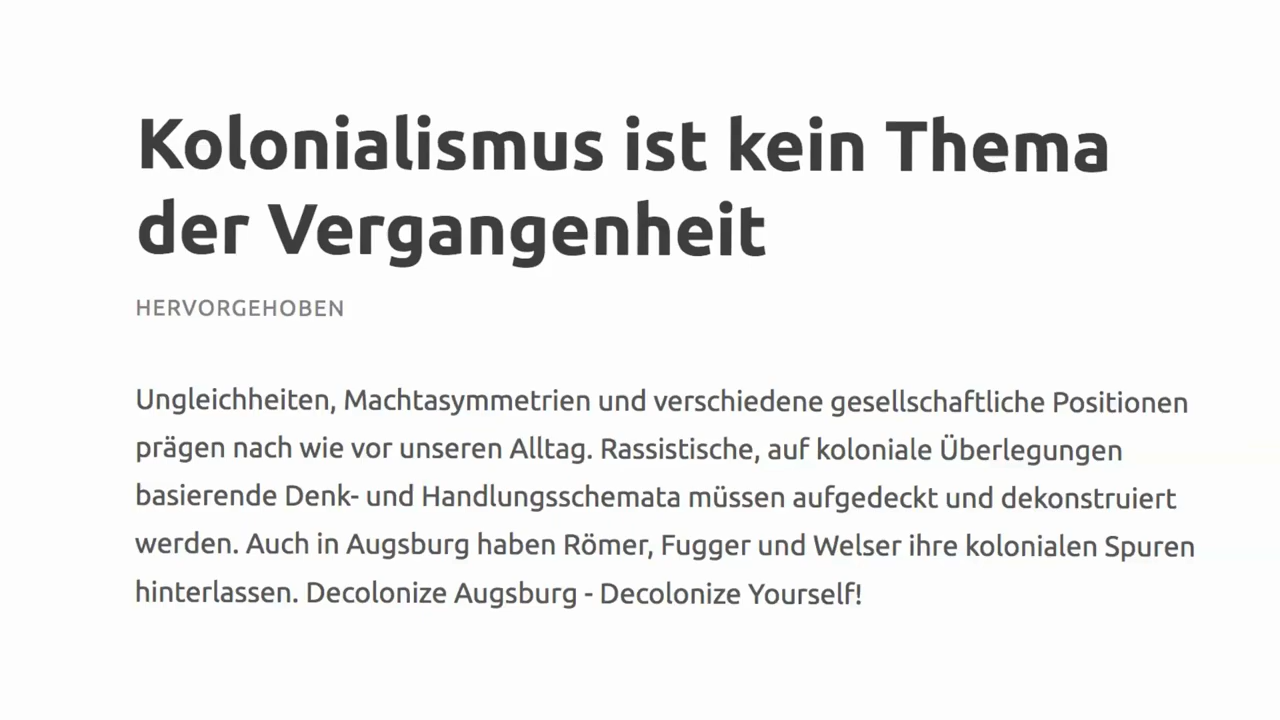 Kolonialismus ist kein Thema
der Vergangenheit
HERVORGEHOBEN
Ungleichheiten, Machtasymmetrien und verschiedene gesellschaftliche Positionen
prägen nach wie vor unseren Alltag. Rassistische, auf koloniale Überlegungen
basierende Denk- und Handlungsschemata müssen aufgedeckt und dekonstruiert
werden. Auch in Augsburg haben Römer, Fugger und Welser ihre kolonialen Spuren
hinterlassen. Decolonize Augsburg - Decolonize Yourself!